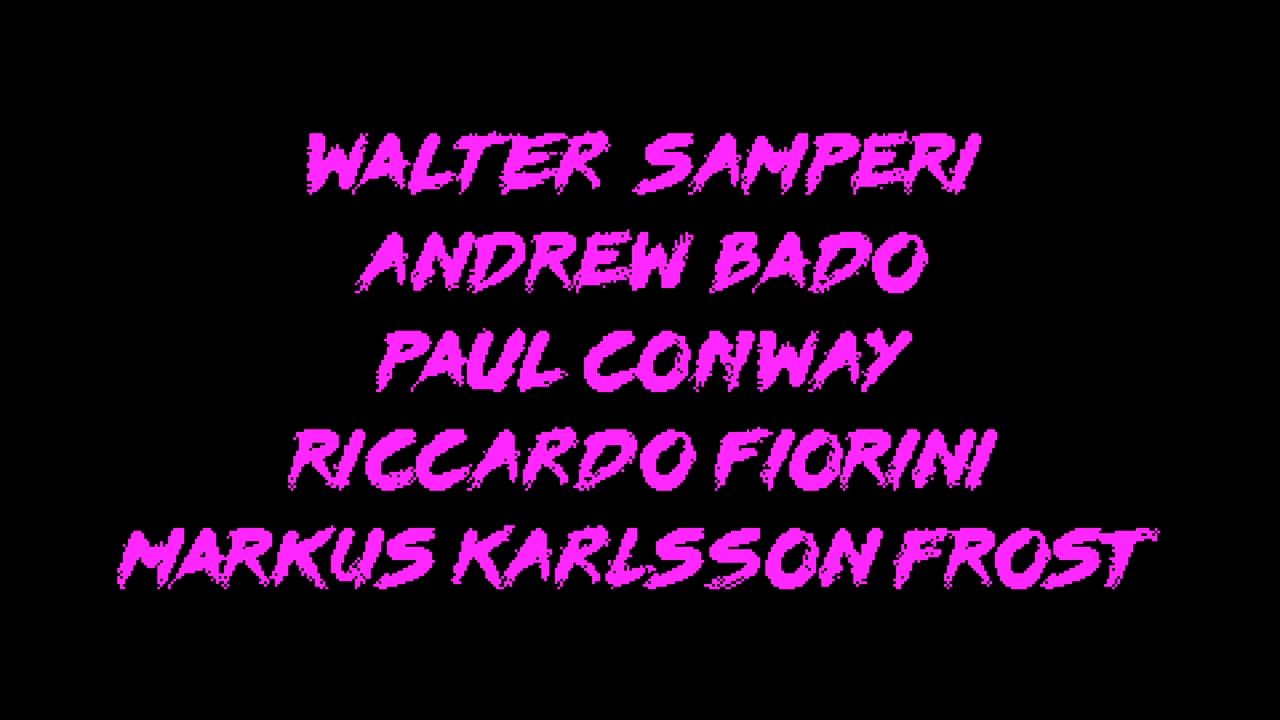 WALTER SAMPERI
ANDREW BADO
PAUL CONWAY
RICCARDO FIORINI
MARKUS KARLSSON FROST